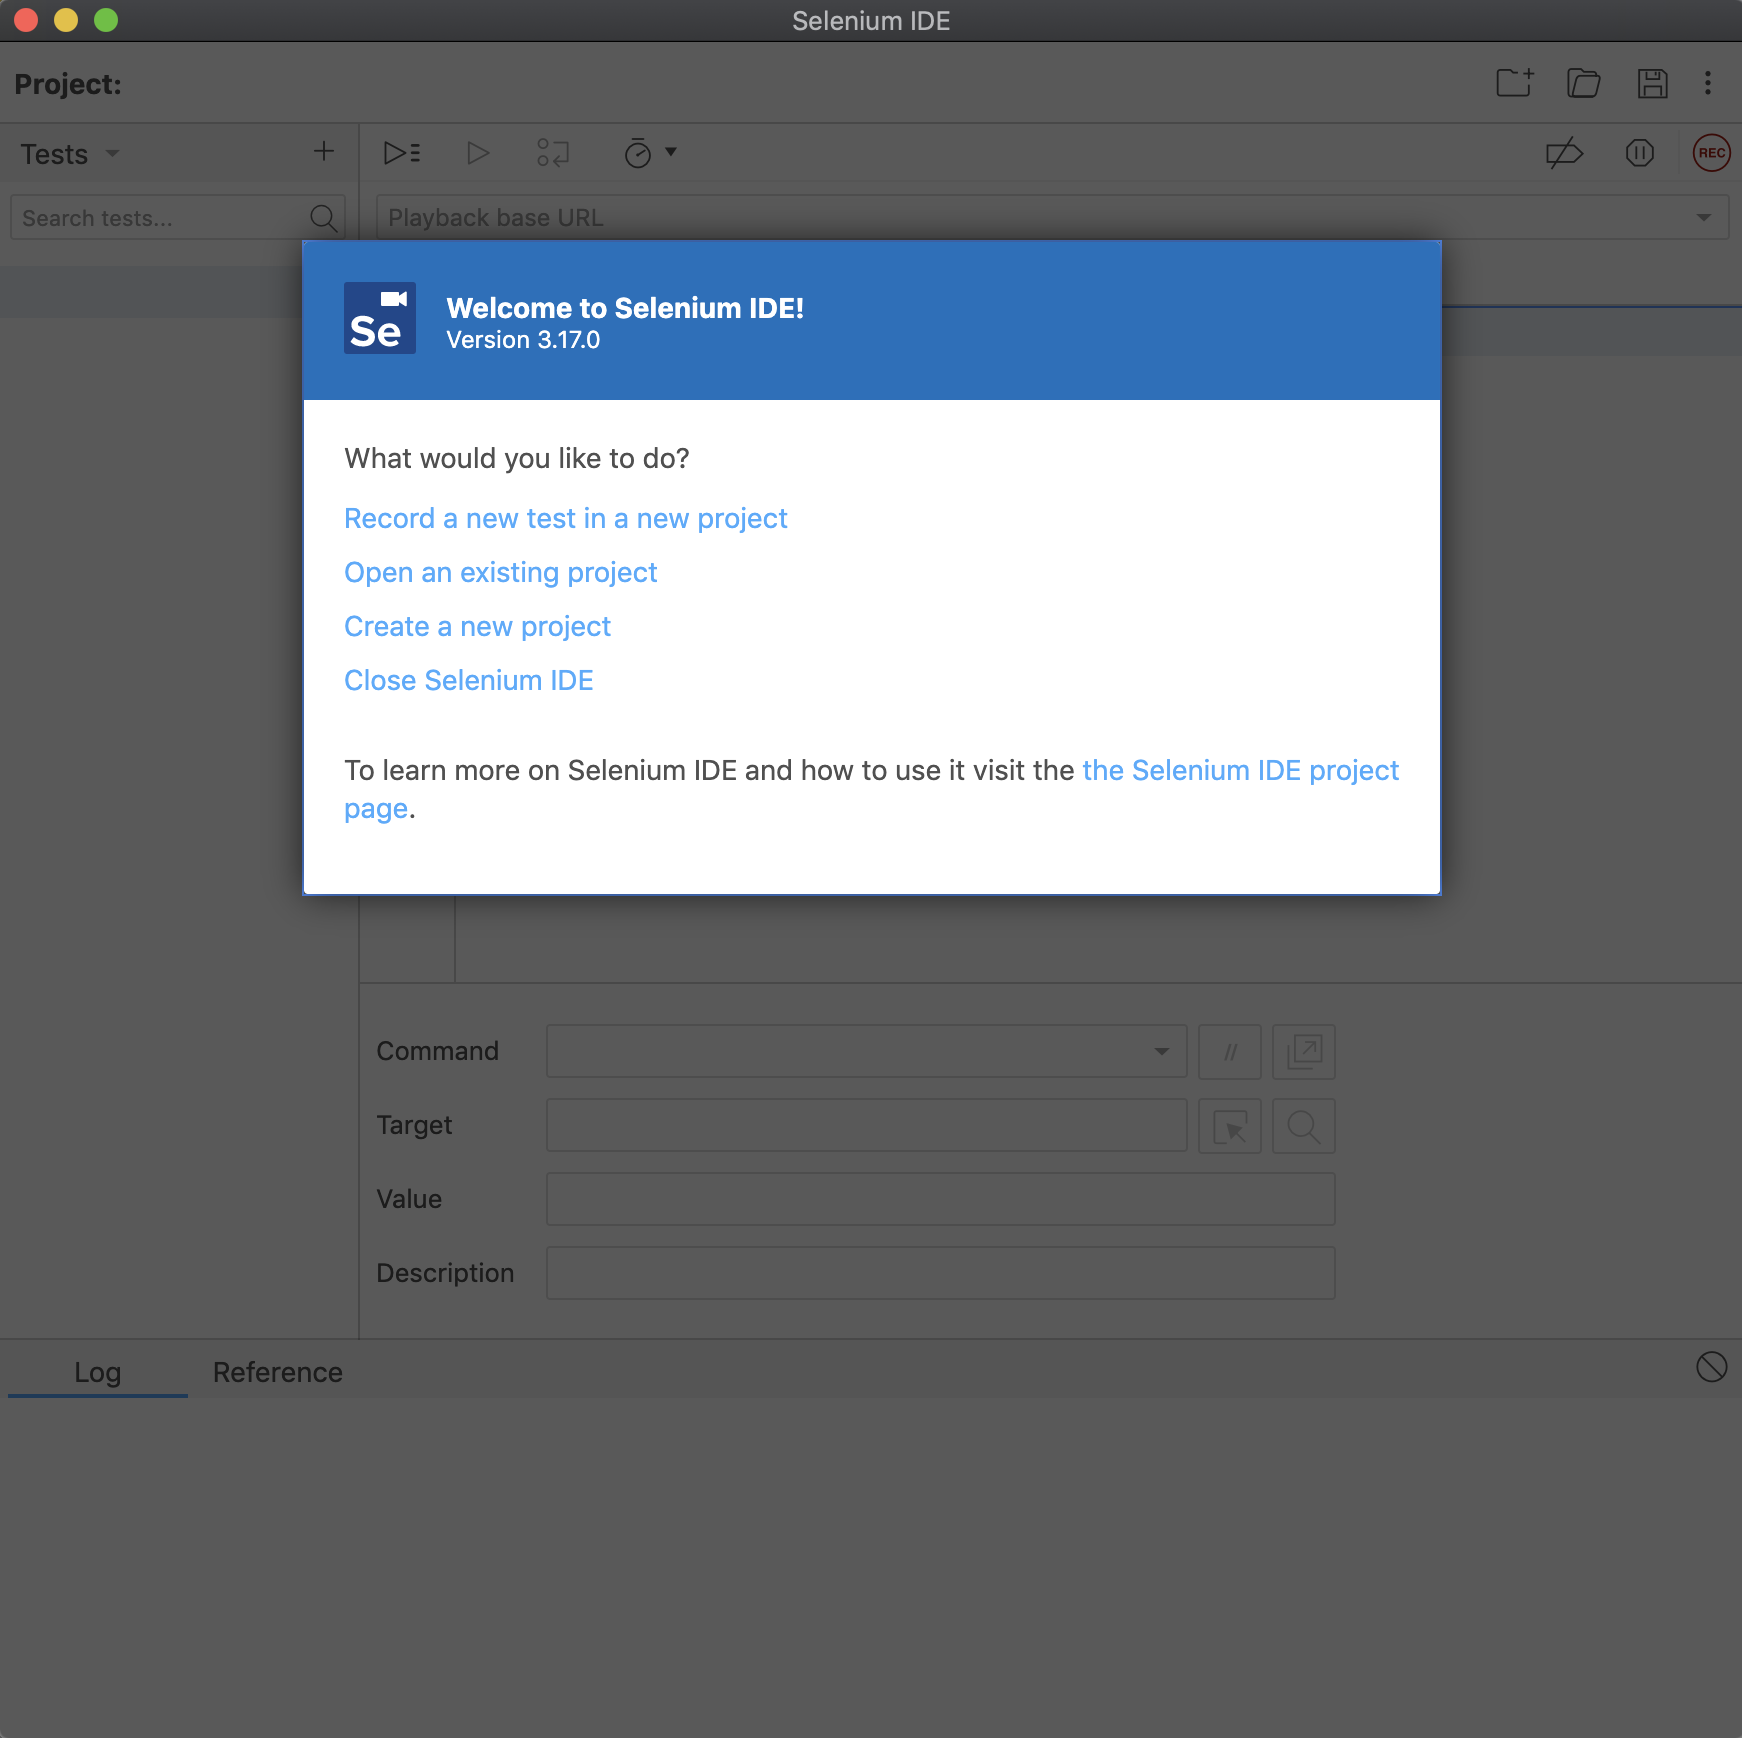 Selenium IDE
Project:
Tests
REC
Search tests...
Playback base URL
Se
Welcome to Selenium IDE!
Version 3.17.0
What would you like to do?
Record a new test in a new project
Open an existing project
Create a new project
Close Selenium IDE
To learn more on Selenium IDE and how to use it visit the the Selenium IDE project
page.
Command
//
Target
Value
Description
Log Reference